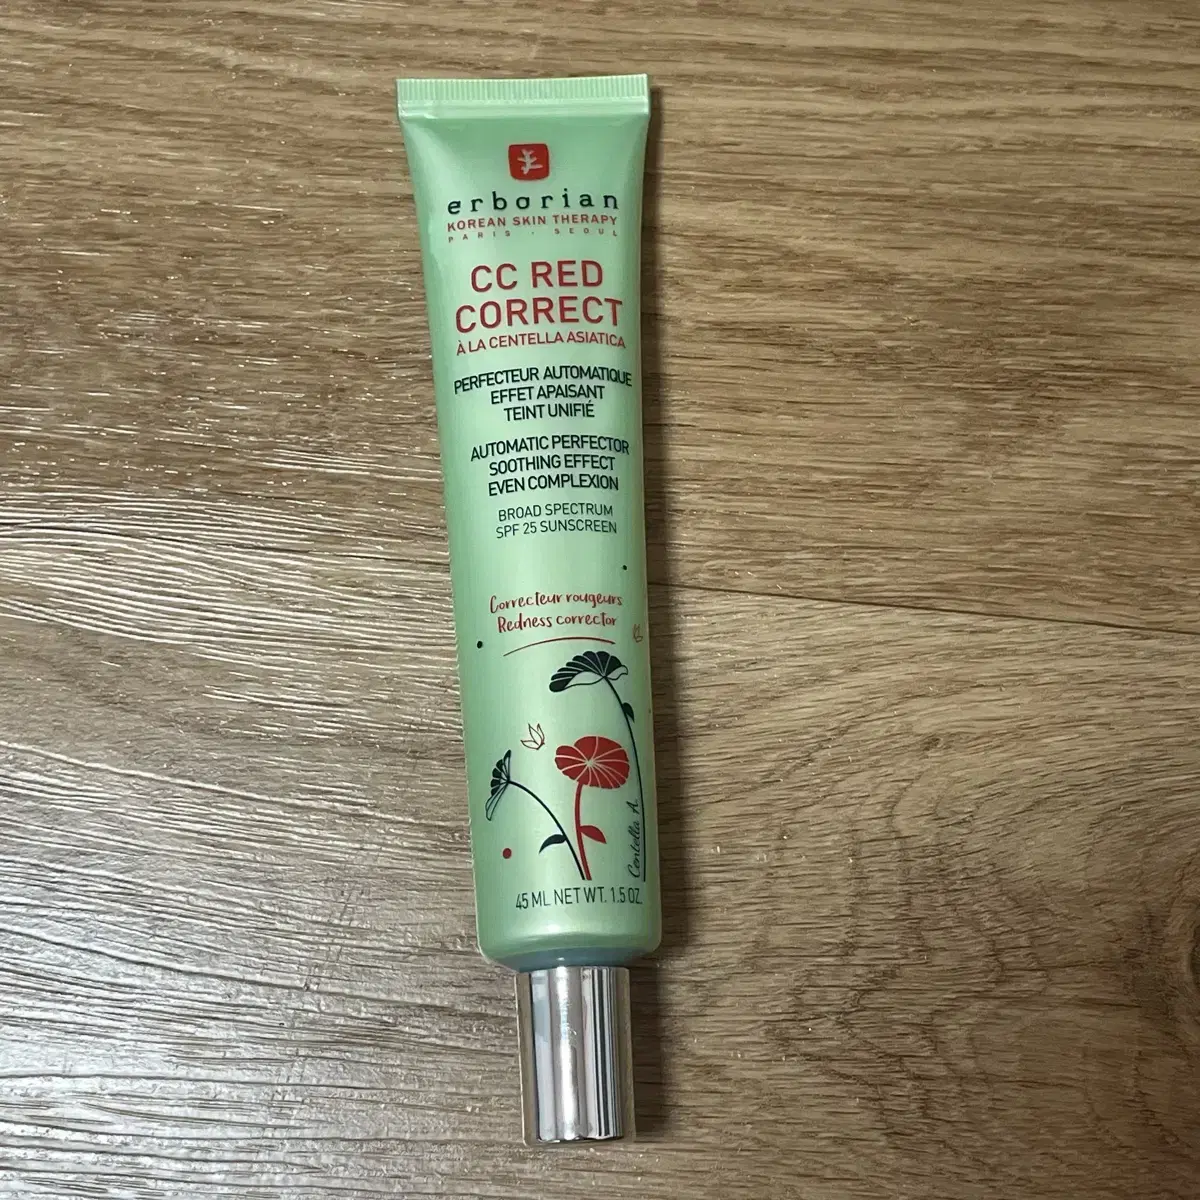 erborian
KOREAN SKIN THERAPY
PARIS · SEOUL
CC RED
CORRECT
À LA CENTELLA ASIATICA
PERFECTEUR AUTOMATIQUE
EFFET APAISANT
TEINT UNIFIÉ
AUTOMATIC PERFECTOR
SOOTHING EFFECT
EVEN COMPLEXION
BROAD SPECTRUM
SPF 25 SUNSCREEN
Correcteur rougeurs
Redness corrector
Centella A.
45 ML NET WT. 1.5 OZ.